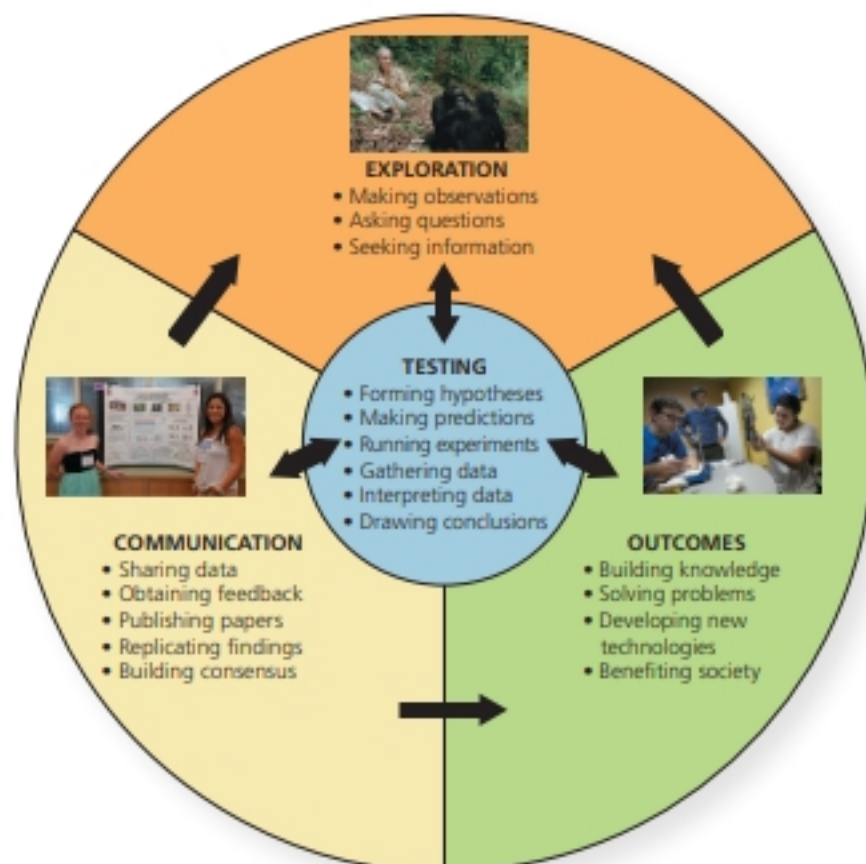 EXPLORATION
• Making observations
• Asking questions
• Seeking information
TESTING
• Forming hypotheses
• Making predictions
• Running experiments
• Gathering data
• Interpreting data
• Drawing conclusions
COMMUNICATION
• Sharing data
• Obtaining feedback
• Publishing papers
• Replicating findings
• Building consensus
OUTCOMES
• Building knowledge
• Solving problems
• Developing new
technologies
• Benefiting society